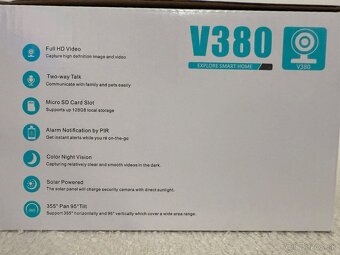 V380
EXPLORE SMART HOME
V380
Full HD Video
Capture high definition image and video
Two-way Talk
Communicate with family and pets easily
Micro SD Card Slot
Supports up 128GB local storage
Alarm Notification by PIR
Get instant alerts while you're on-the-go
Color Night Vision
Capturing relatively clear and smooth videos in the dark.
Solar Powered
The solar panel will charge security camera with direct sunlight.
355° Pan 95°Tilt
Support 355° horizontally and 95° vertically which cover a wide area range.